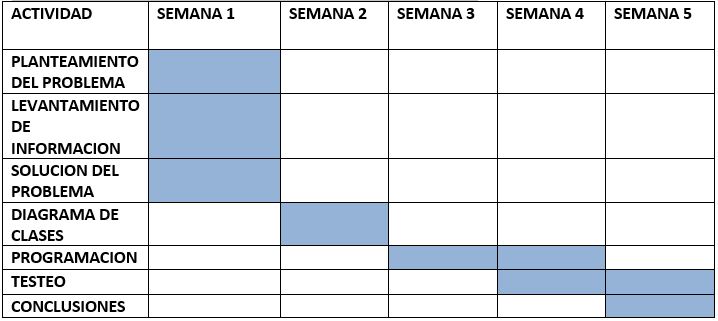 ACTIVIDAD SEMANA 1 SEMANA 2 SEMANA 3 SEMANA 4 SEMANA 5
PLANTEAMIENTO
DEL PROBLEMA
LEVANTAMIENTO
DE
INFORMACION
SOLUCION DEL
PROBLEMA
DIAGRAMA DE
CLASES
PROGRAMACION
TESTEO
CONCLUSIONES